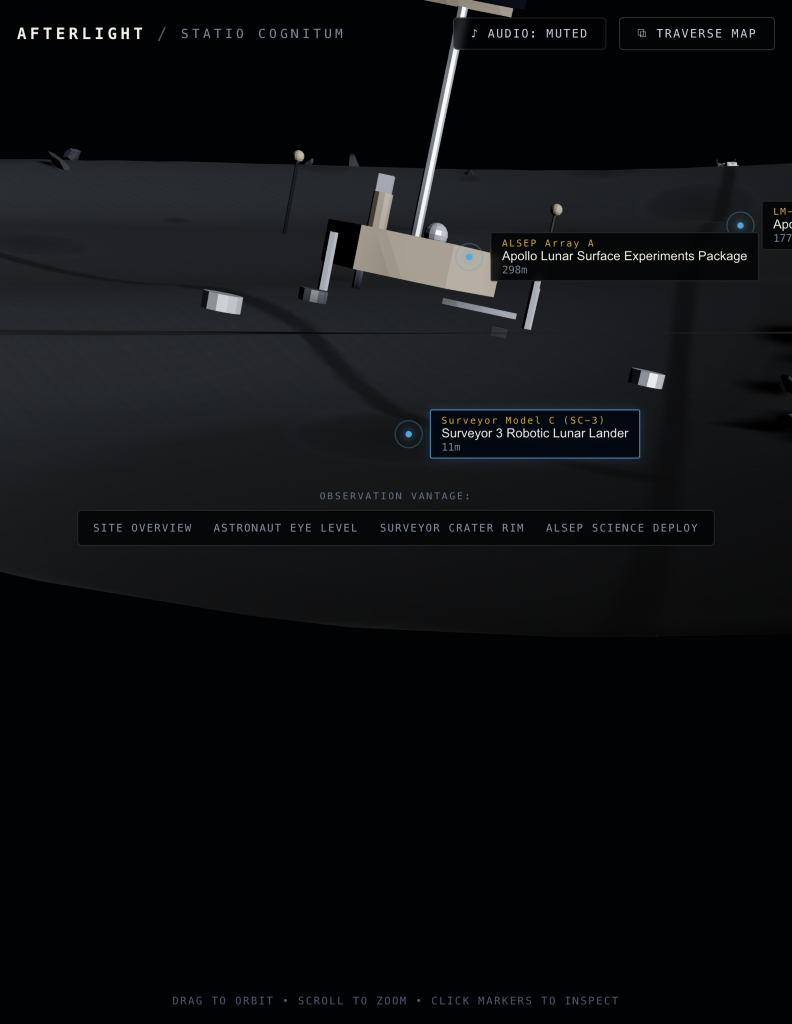 AFTERLIGHT / STATIO COGNITUM
♪ AUDIO: MUTED
TRAVERSE MAP
LM-
Apo
177
ALSEP Array A
Apollo Lunar Surface Experiments Package
298m
Surveyor Model C (SC-3)
Surveyor 3 Robotic Lunar Lander
11m
OBSERVATION VANTAGE:
SITE OVERVIEW ASTRONAUT EYE LEVEL SURVEYOR CRATER RIM ALSEP SCIENCE DEPLOY
DRAG TO ORBIT • SCROLL TO ZOOM • CLICK MARKERS TO INSPECT